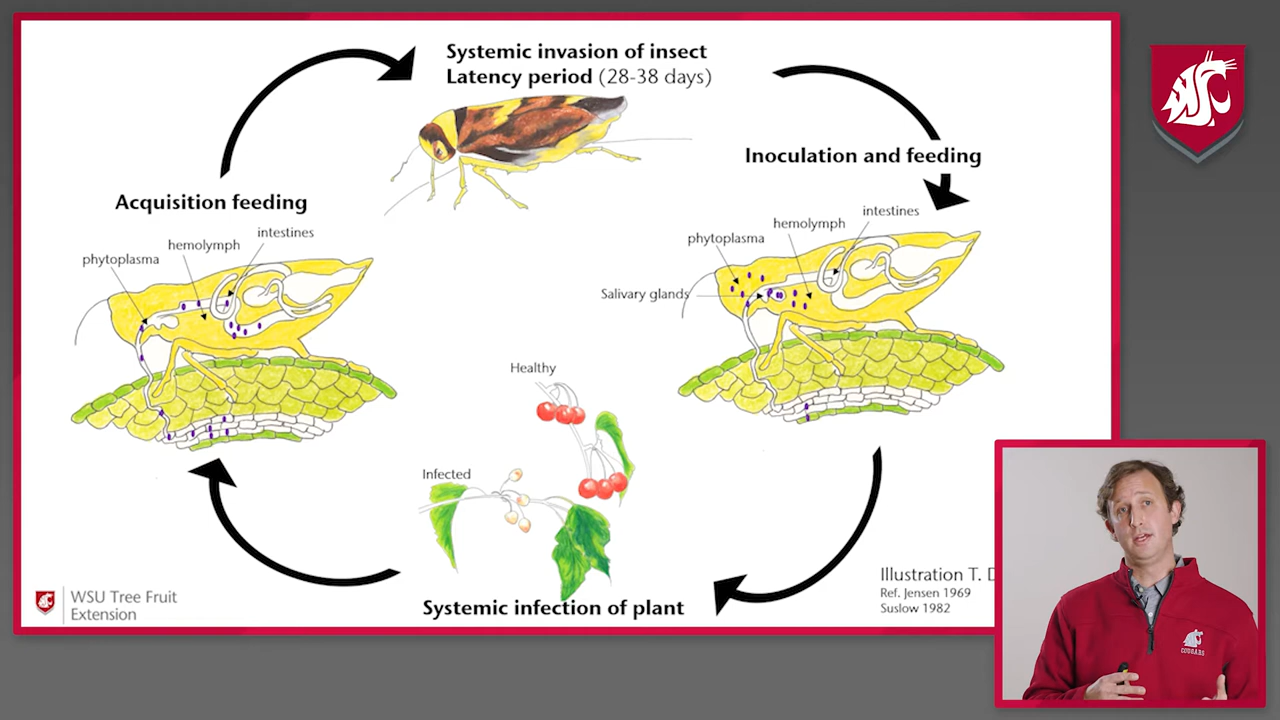 Systemic invasion of insect
Latency period (28-38 days)
Inoculation and feeding
Acquisition feeding
intestines
hemolymph
phytoplasma
intestines
hemolymph
phytoplasma
Salivary glands
Healthy
Infected
Systemic infection of plant
Illustration T.
Ref. Jensen 1969
Suslow 1982
WSU Tree Fruit
Extension
COUGARS